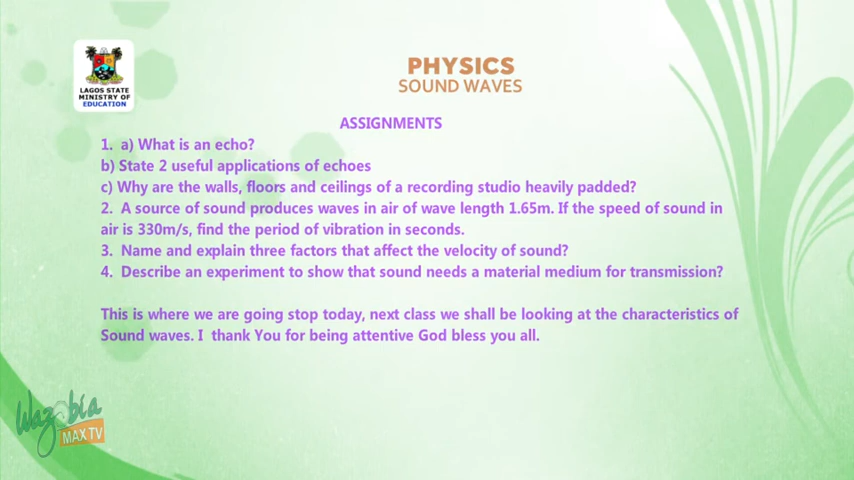 PHYSICS
SOUND WAVES
LAGOS STATE
MINISTRY OF
EDUCATION
ASSIGNMENTS
1. a) What is an echo?
b) State 2 useful applications of echoes
c) Why are the walls, floors and ceilings of a recording studio heavily padded?
2. A source of sound produces waves in air of wave length 1.65m. If the speed of sound in
air is 330m/s, find the period of vibration in seconds.
3. Name and explain three factors that affect the velocity of sound?
4. Describe an experiment to show that sound needs a material medium for transmission?
This is where we are going stop today, next class we shall be looking at the characteristics of
Sound waves. I thank You for being attentive God bless you all.
Wazobia
MAX TV